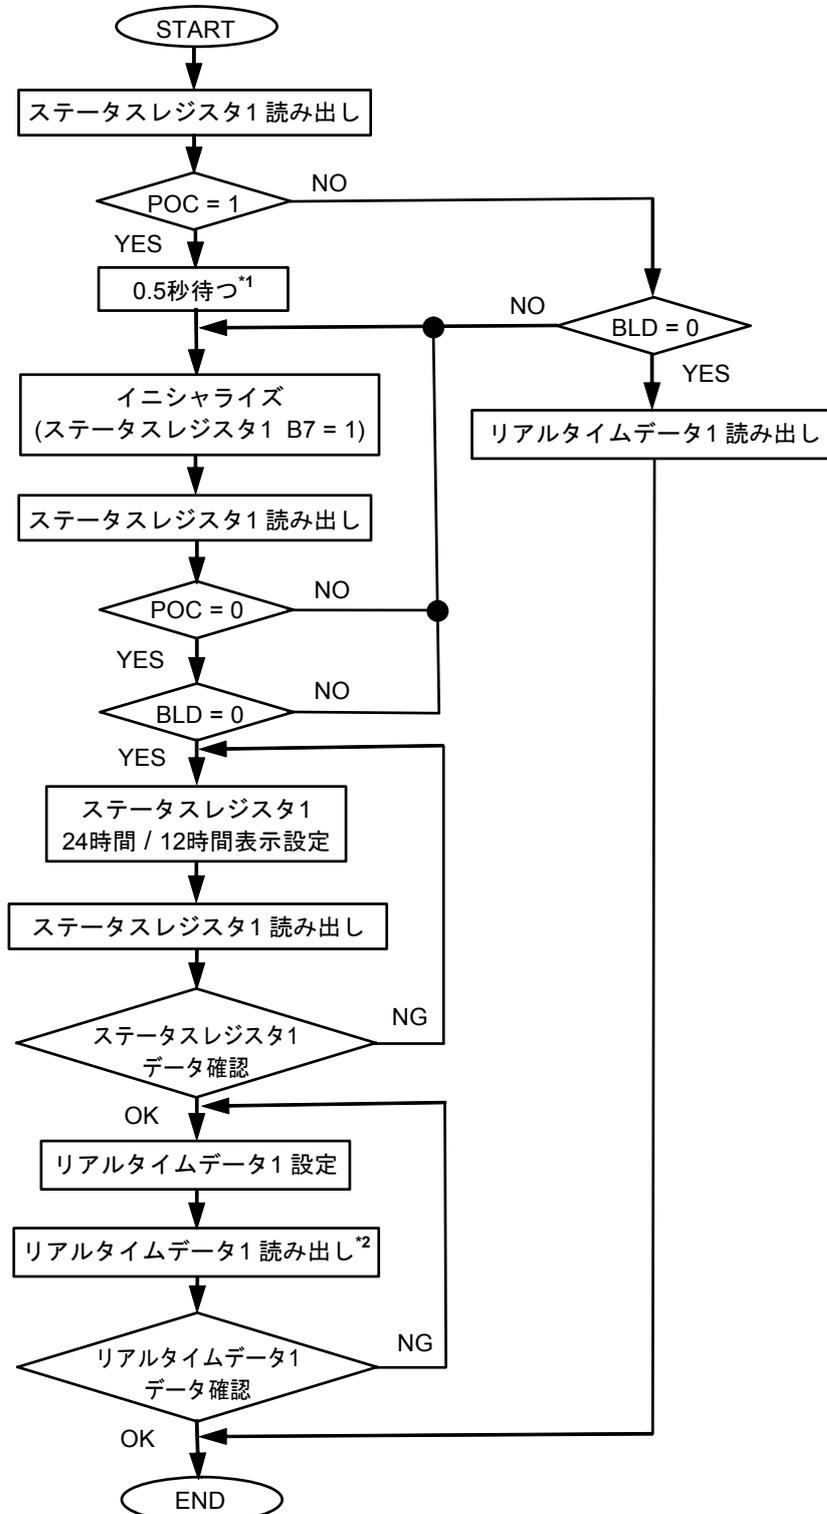 START
ステータスレジスタ1 読み出し
POC = 1
NO
YES
0.5秒待つ*1
NO
BLD = 0
YES
イニシャライズ
(ステータスレジスタ1 B7 = 1)
リアルタイムデータ1 読み出し
ステータスレジスタ1 読み出し
POC = 0
NO
YES
BLD = 0
NO
YES
ステータスレジスタ1
24時間 / 12時間表示設定
ステータスレジスタ1 読み出し
ステータスレジスタ1
データ確認
NG
OK
リアルタイムデータ1 設定
リアルタイムデータ1 読み出し*2
リアルタイムデータ1
データ確認
NG
OK
END